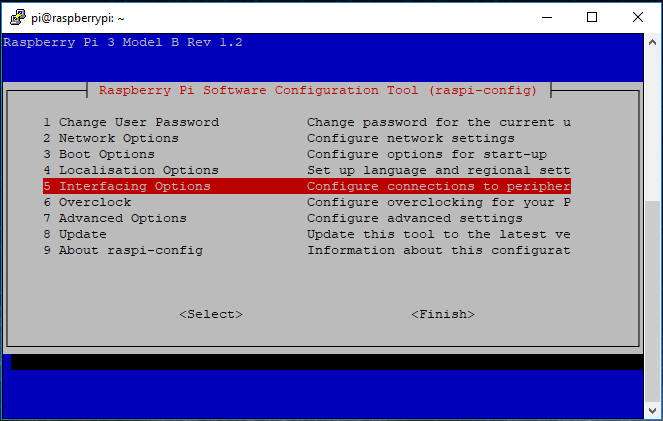 pi@raspberrypi: ~
Raspberry Pi 3 Model B Rev 1.2
Raspberry Pi Software Configuration Tool (raspi-config)
1 Change User Password Change password for the current u
2 Network Options Configure network settings
3 Boot Options Configure options for start-up
4 Localisation Options Set up language and regional sett
5 Interfacing Options Configure connections to peripher
6 Overclock Configure overclocking for your P
7 Advanced Options Configure advanced settings
8 Update Update this tool to the latest ve
9 About raspi-config Information about this configurat
<Select> <Finish>